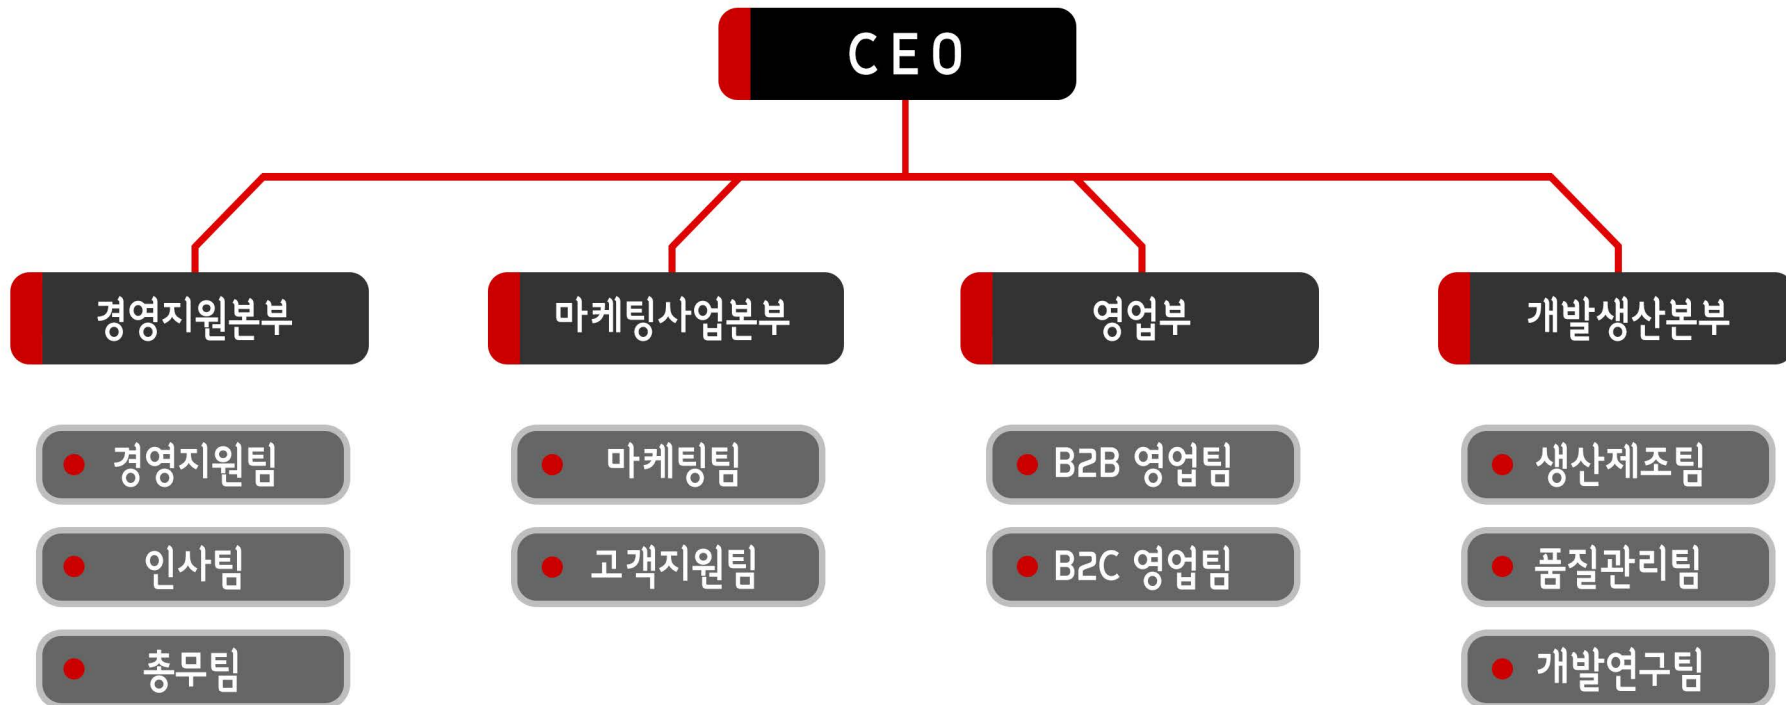 CEO
경영지원본부
마케팅사업본부
영업부
개발생산본부
경영지원팀
마케팅팀
B2B 영업팀
생산제조팀
인사팀
고객지원팀
B2C 영업팀
품질관리팀
총무팀
개발연구팀